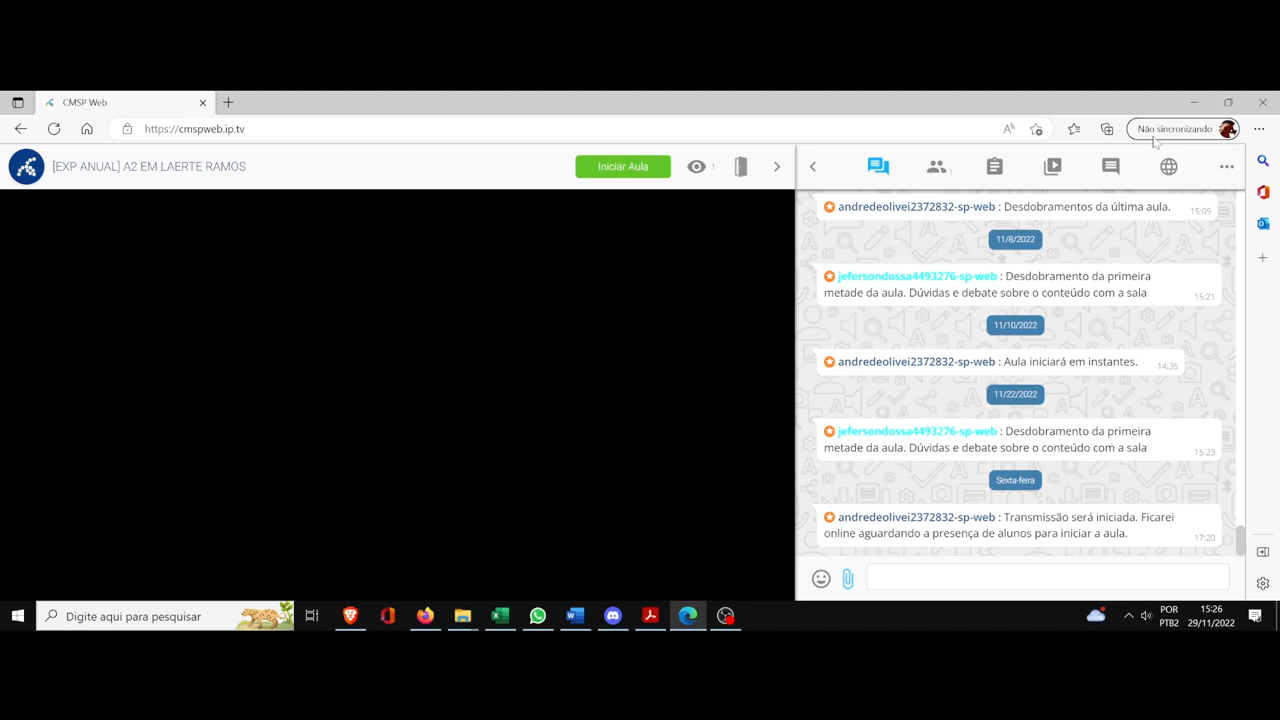 CMSP Web
https://cmspweb.ip.tv
Não sincronizando
[EXP ANUAL] A2 EM LAERTE RAMOS
Iniciar Aula
1
1
andredeolivei2372832-sp-web : Desdobramentos da última aula.
15:05
11/8/2022
jefersondossa4493276-sp-web : Desdobramento da primeira
metade da aula. Dúvidas e debate sobre o conteúdo com a sala
15:21
11/10/2022
andredeolivei2372832-sp-web : Aula iniciará em instantes.
14:35
11/22/2022
jefersondossa4493276-sp-web : Desdobramento da primeira
metade da aula. Dúvidas e debate sobre o conteúdo com a sala
15:23
Sexta-feira
andredeolivei2372832-sp-web : Transmissão será iniciada. Ficarei
online aguardando a presença de alunos para iniciar a aula.
17:20
Digite aqui para pesquisar
POR
PTB2
15:26
29/11/2022